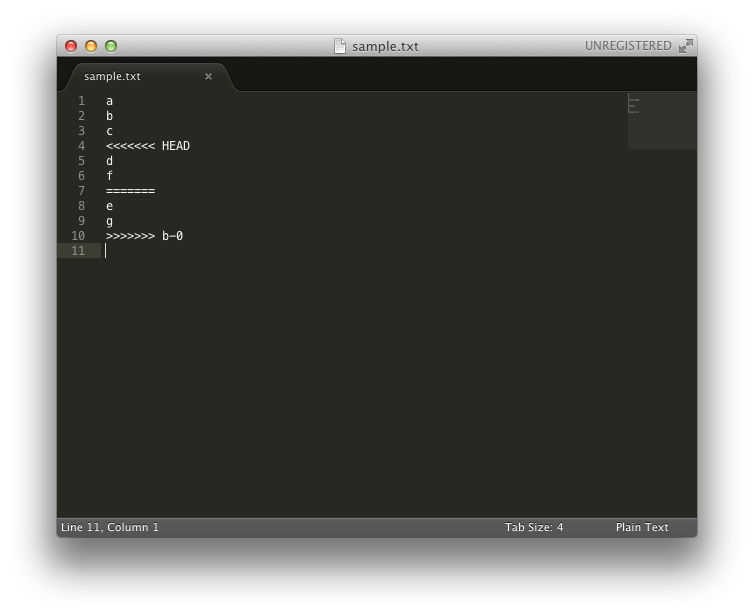 sample.txt
UNREGISTERED
sample.txt ×
1 a
2 b
3 c
4 <<<<<<< HEAD
5 d
6 f
7 =======
8 e
9 g
10 >>>>>>> b-0
11
Line 11, Column 1
Tab Size: 4
Plain Text